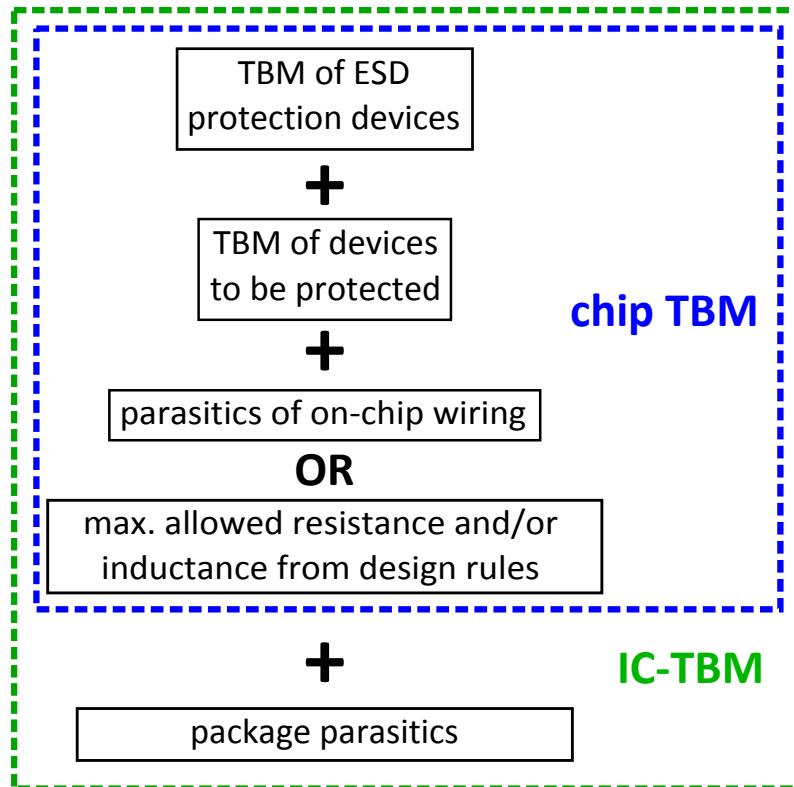 TBM of ESD
protection devices
+
TBM of devices
to be protected
chip TBM
+
parasitics of on-chip wiring
OR
max. allowed resistance and/or
inductance from design rules
+
IC-TBM
package parasitics